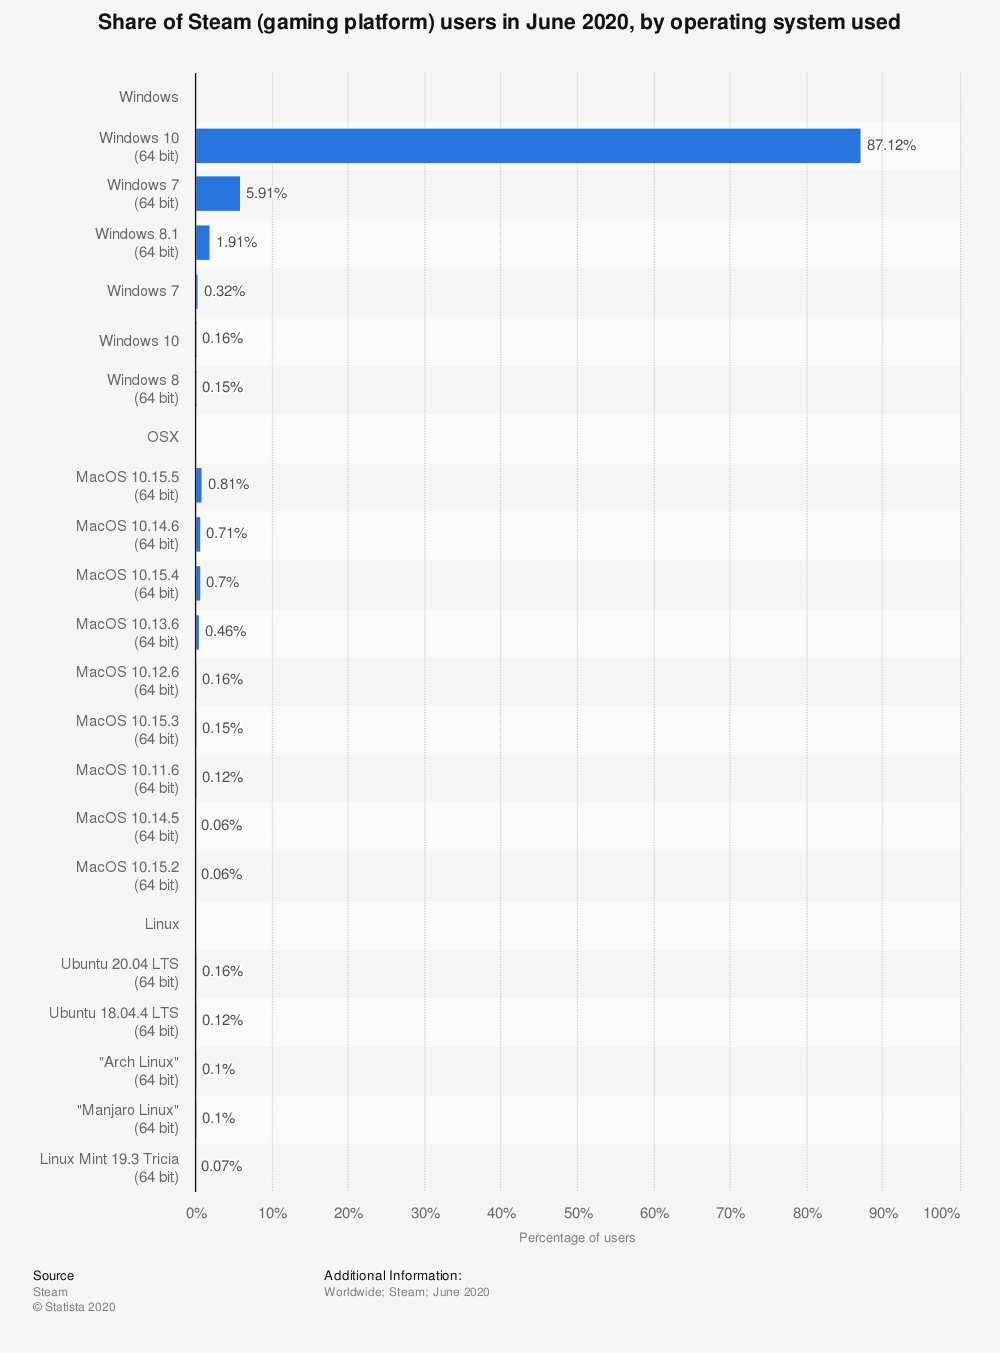 Share of Steam (gaming platform) users in June 2020, by operating system used
Windows
Windows 10
(64 bit)
87.12%
Windows 7
(64 bit)
5.91%
Windows 8.1
(64 bit)
1.91%
Windows 7
0.32%
Windows 10
0.16%
Windows 8
(64 bit)
0.15%
OSX
MacOS 10.15.5
(64 bit)
0.81%
MacOS 10.14.6
(64 bit)
0.71%
MacOS 10.15.4
(64 bit)
0.7%
MacOS 10.13.6
(64 bit)
0.46%
MacOS 10.12.6
(64 bit)
0.16%
MacOS 10.15.3
(64 bit)
0.15%
MacOS 10.11.6
(64 bit)
0.12%
MacOS 10.14.5
(64 bit)
0.06%
MacOS 10.15.2
(64 bit)
0.06%
Linux
Ubuntu 20.04 LTS
(64 bit)
0.16%
Ubuntu 18.04.4 LTS
(64 bit)
0.12%
"Arch Linux"
(64 bit)
0.1%
"Manjaro Linux"
(64 bit)
0.1%
Linux Mint 19.3 Tricia
(64 bit)
0.07%
0% 10% 20% 30% 40% 50% 60% 70% 80% 90% 100%
Percentage of users
Source
Steam
© Statista 2020
Additional Information:
Worldwide; Steam; June 2020